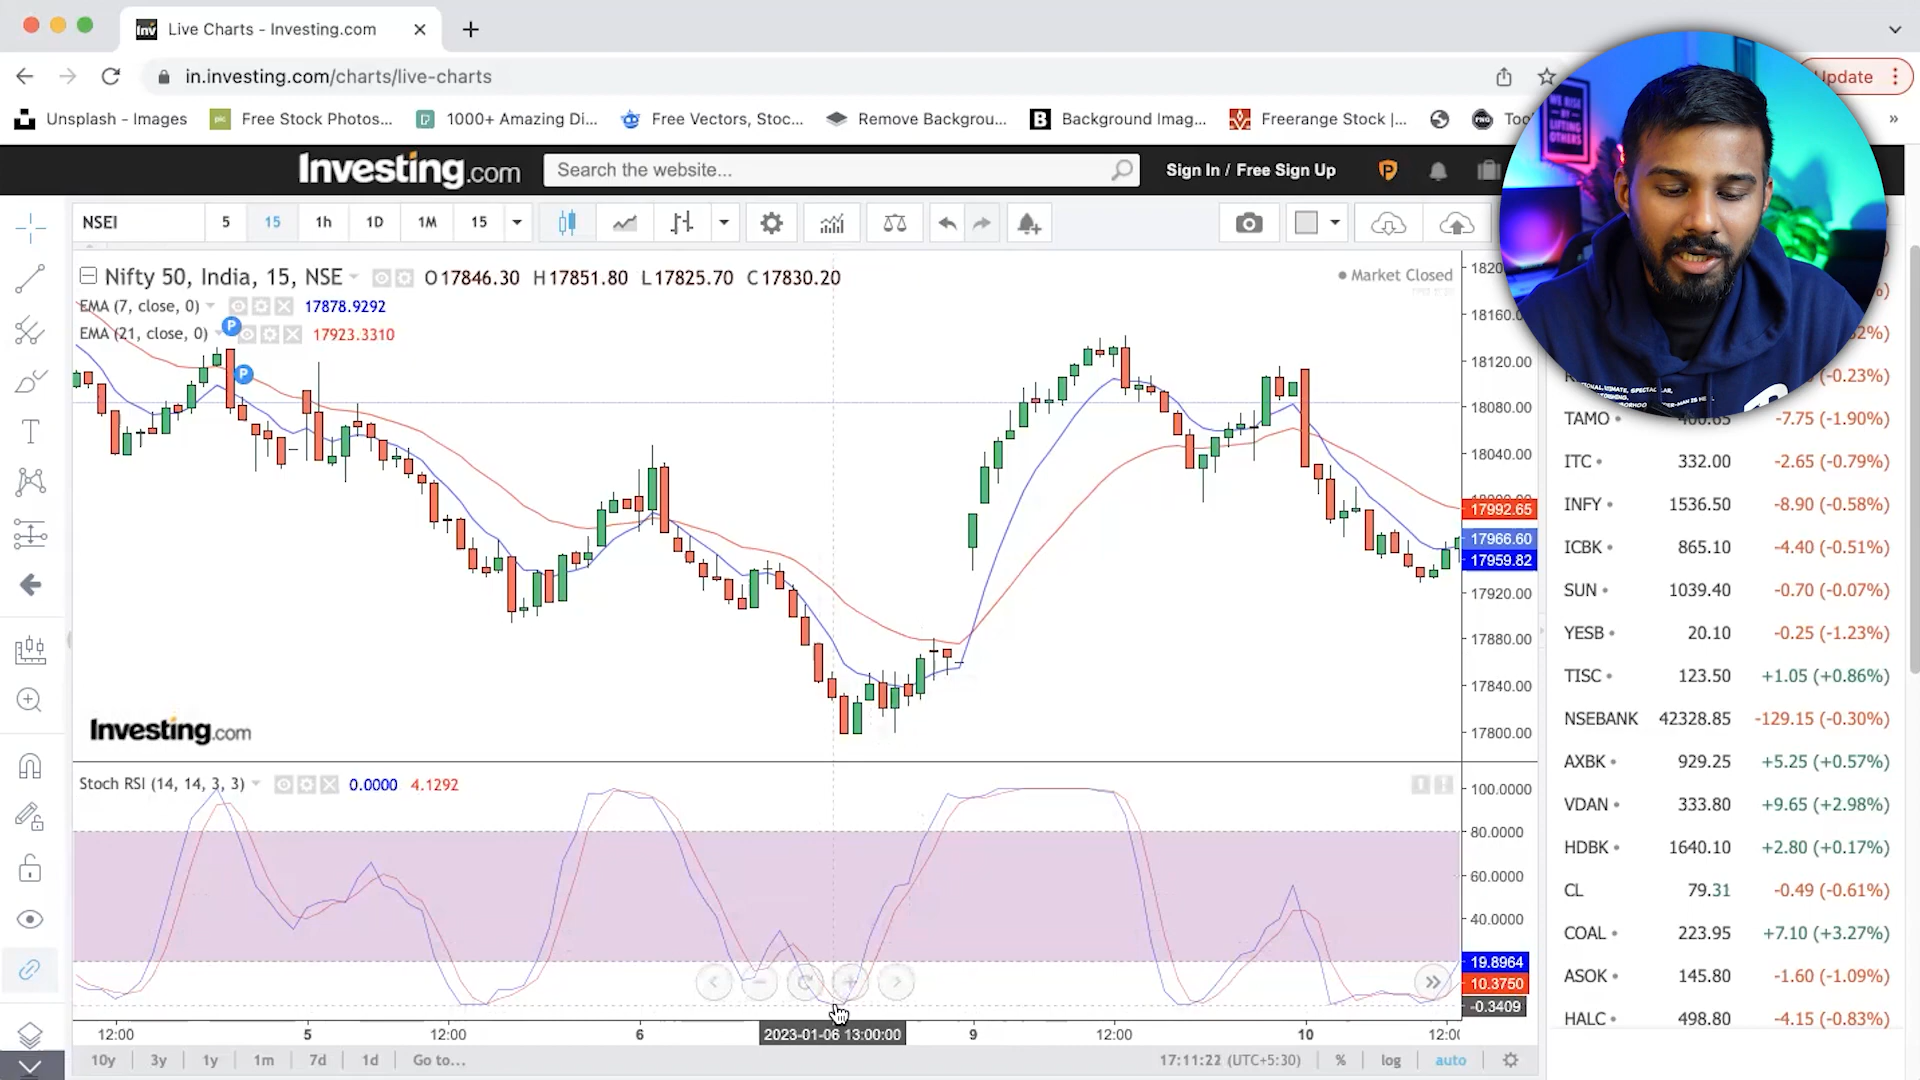 Live Charts - Investing.com
in.investing.com/charts/live-charts
Update
Unsplash - Images
Free Stock Photos...
1000+ Amazing Di...
Free Vectors, Stoc...
Remove Backgrou...
Background Imag...
Freerange Stock |...
Investing.com
Search the website...
Sign In / Free Sign Up
NSEI 5 15 1h 1D 1M 15
WE RISE BY LIFTING OTHERS
Nifty 50, India, 15, NSE O17846.30 H17851.80 L17825.70 C17830.20
Market Closed
EMA (7, close, 0) 17878.9292
EMA (21, close, 0) 17923.3310
P
P
18160.
18120.00
18080.00
18040.00
17992.65
17966.60
17959.82
17920.00
17880.00
17840.00
17800.00
Investing.com
Stoch RSI (14, 14, 3, 3) 0.0000 4.1292
100.0000
80.0000
60.0000
40.0000
19.8964
10.3750
-0.3409
12:00 5 12:00 6 2023-01-06 13:00:00 9 12:00 10
10y 3y 1y 1m 7d 1d Go to... 17:11:22 (UTC+5:30) % log auto
(-0.23%)
TAMO 400.65 -7.75 (-1.90%)
ITC 332.00 -2.65 (-0.79%)
INFY 1536.50 -8.90 (-0.58%)
ICBK 865.10 -4.40 (-0.51%)
SUN 1039.40 -0.70 (-0.07%)
YESB 20.10 -0.25 (-1.23%)
TISC 123.50 +1.05 (+0.86%)
NSEBANK 42328.85 -129.15 (-0.30%)
AXBK 929.25 +5.25 (+0.57%)
VDAN 333.80 +9.65 (+2.98%)
HDBK 1640.10 +2.80 (+0.17%)
CL 79.31 -0.49 (-0.61%)
COAL 223.95 +7.10 (+3.27%)
ASOK 145.80 -1.60 (-1.09%)
HALC 498.80 -4.15 (-0.83%)